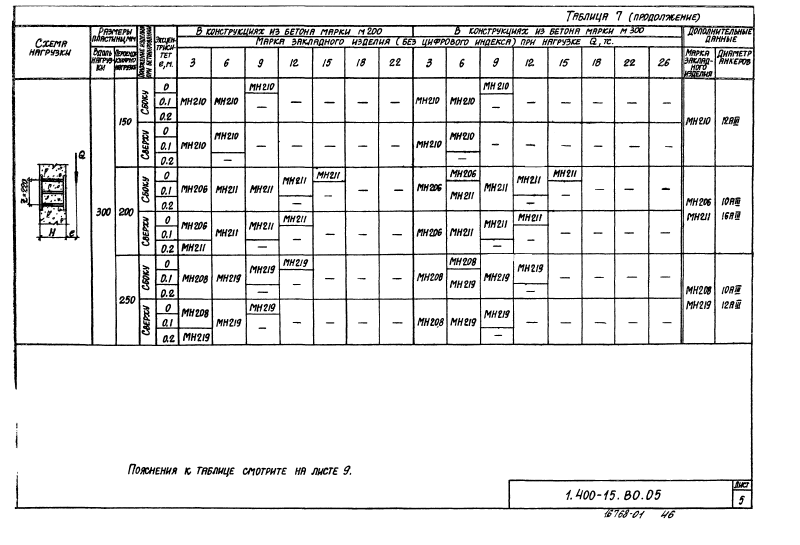 Таблица 7 (продолжение)
Схема нагрузки
Размеры пластины, мм
Вдоль нагрузки
Перпендикулярно нагрузке
Эксцентриситет e, м.
В конструкциях из бетона марки М200
В конструкциях из бетона марки М300
Марка закладного изделия (без цифрового индекса) при нагрузке Q, тс.
Дополнительные данные
Марка закладного изделия
Диаметр анкеров
3 6 9 12 15 18 22 3 6 9 12 15 18 22 26
Q
Z=220
H
e
300
150
Сбоку
0
0.1
0.2
МН210 МН210 МН210 — — — — — МН210 МН210 МН210 — — — — — —
Сверху
0
0.1
0.2
МН210 МН210 — — — — — — МН210 МН210 — — — — — — —
МН210 12АIII
200
Сбоку
0
0.1
0.2
МН206 МН211 МН211 МН211 — МН211 — — — МН206 МН206 МН211 МН211 МН211 — МН211 — — — —
Сверху
0
0.1
0.2
МН206 МН211 МН211 МН211 — МН211 — — — — МН206 МН211 МН211 — МН211 — — — — —
МН206 10АIII
МН211 16АIII
250
Сбоку
0
0.1
0.2
МН208 МН219 МН219 — МН219 — — — — МН208 МН208 МН219 МН219 МН219 — — — — —
Сверху
0
0.1
0.2
МН208 МН219 МН219 МН219 — — — — — МН208 МН219 МН219 — — — — — —
МН208 10АIII
МН219 12АIII
Пояснения к таблице смотрите на листе 9.
1.400-15.В0.05
Лист
5
16768-01 46